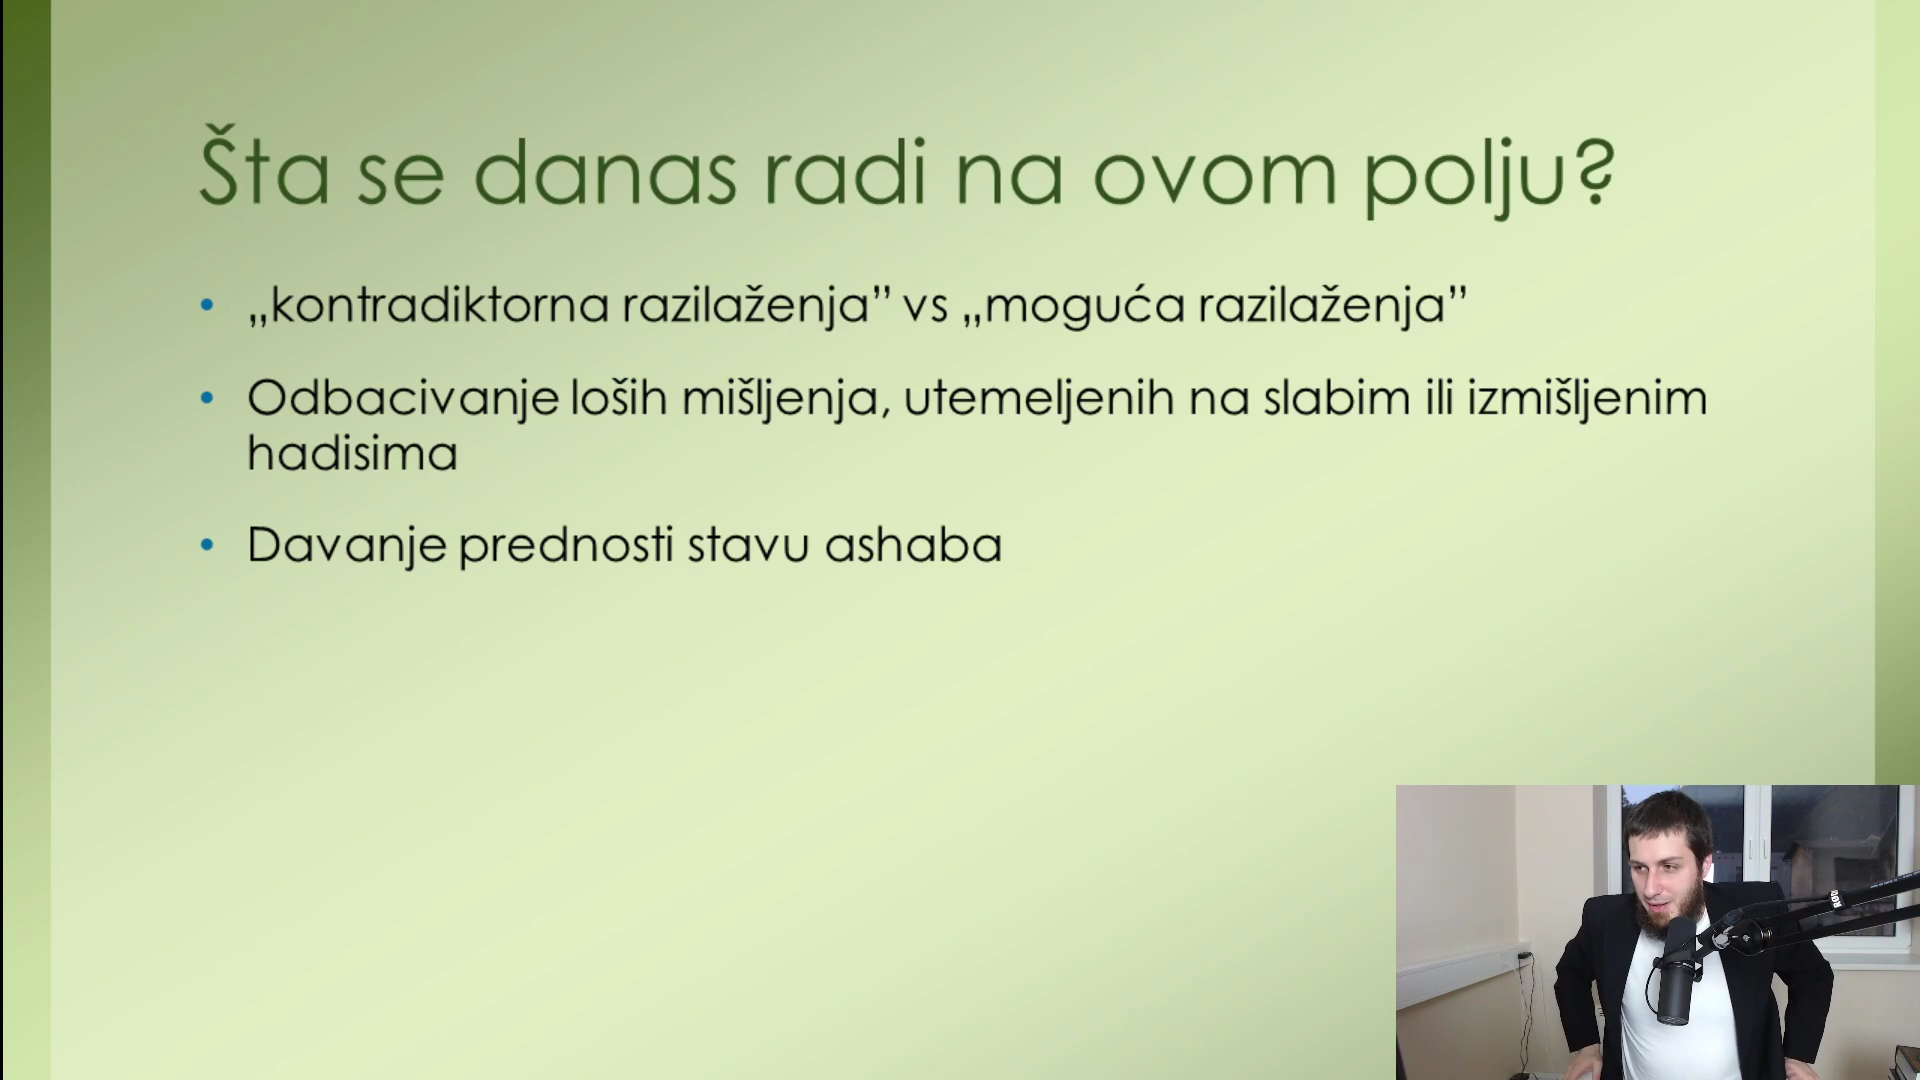 Šta se danas radi na ovom polju?
• „kontradiktorna razilaženja” vs „moguća razilaženja”
• Odbacivanje loših mišljenja, utemeljenih na slabim ili izmišljenim
hadisima
• Davanje prednosti stavu ashaba